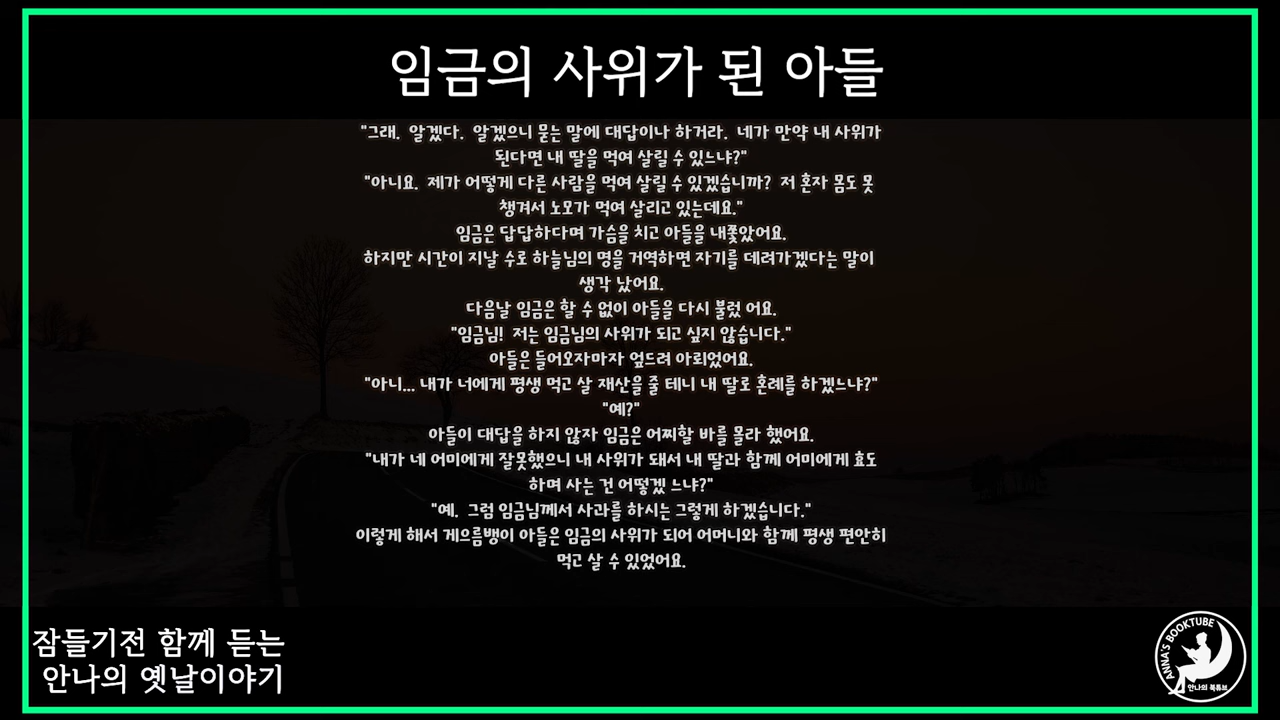 임금의 사위가 된 아들
"그래.  알겠다.  알겠으니 묻는 말에 대답이나 하거라.  네가 만약 내 사위가
된다면 내 딸을 먹여 살릴 수 있느냐?"
"아니요.  제가 어떻게 다른 사람을 먹여 살릴 수 있겠습니까?  저 혼자 몸도 못
챙겨서 노모가 먹여 살리고 있는데요."
임금은 답답하다며 가슴을 치고 아들을 내쫓았어요.
하지만 시간이 지날 수로 하늘님의 명을 거역하면 자기를 데려가겠다는 말이
생각 났어요.
다음날 임금은 할 수 없이 아들을 다시 불렀 어요.
"임금님!  저는 임금님의 사위가 되고 싶지 않습니다."
아들은 들어오자마자 엎드려 아뢰었어요.
"아니... 내가 너에게 평생 먹고 살 재산을 줄 테니 내 딸로 혼례를 하겠느냐?"
"예?"
아들이 대답을 하지 않자 임금은 어찌할 바를 몰라 했어요.
"내가 네 어미에게 잘못했으니 내 사위가 돼서 내 딸과 함께 어미에게 효도
하며 사는 건 어떻겠 느냐?"
"예.  그럼 임금님께서 사과를 하시는 그렇게 하겠습니다."
이렇게 해서 게으름뱅이 아들은 임금의 사위가 되어 어머니와 함께 평생 편안히
먹고 살 수 있었어요.
잠들기전 함께 듣는
안나의 옛날이야기
ANNA'S BOOKTUBE
안나의 북튜브